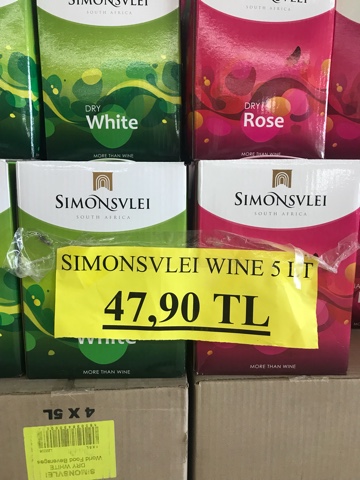 SIMONSVLEI
SOUTH AFRICA
DRY
White
MORE THAN WINE
SIMONSVLEI
SOUTH AFRICA
DRY
Rose
MORE THAN WINE
SIMONSVLEI
SOUTH AFRICA
SIMONSVLEI
SOUTH AFRICA
SIMONSVLEI WINE 5 LT
47,90 TL
White
MORE THAN WINE
MORE THAN WINE
4 X 5L
World Food Beverages
DRY WHITE
SIMONSVLEI